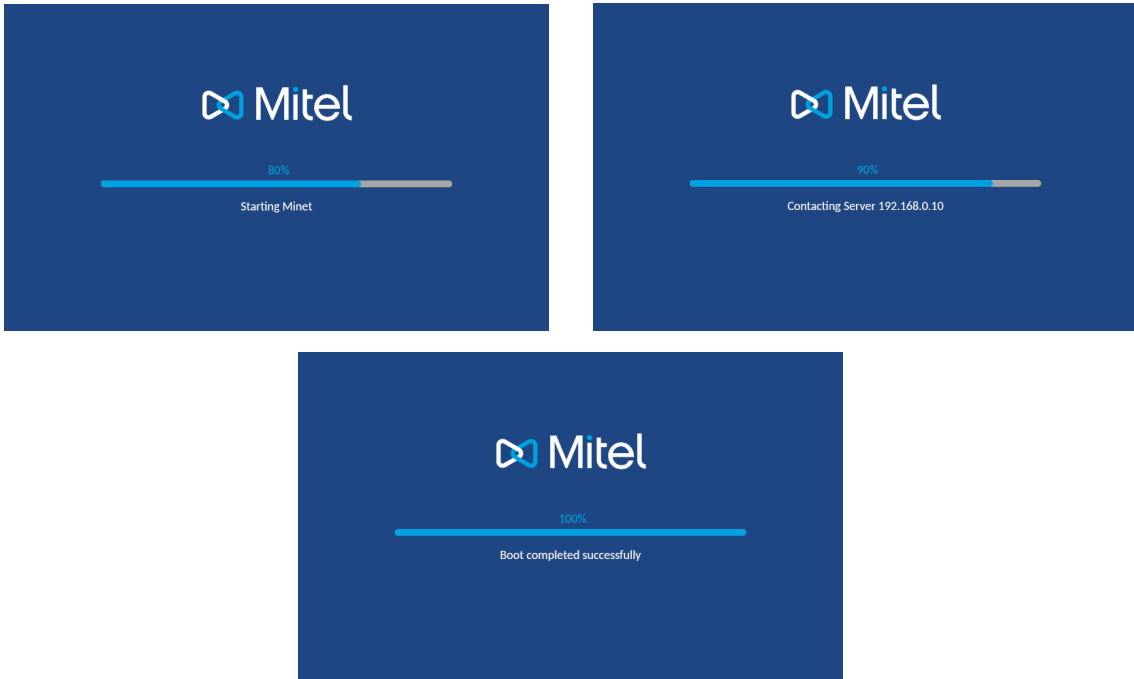 Mitel
80%
Starting Minet
Mitel
90%
Contacting Server 192.168.0.10
Mitel
100%
Boot completed successfully